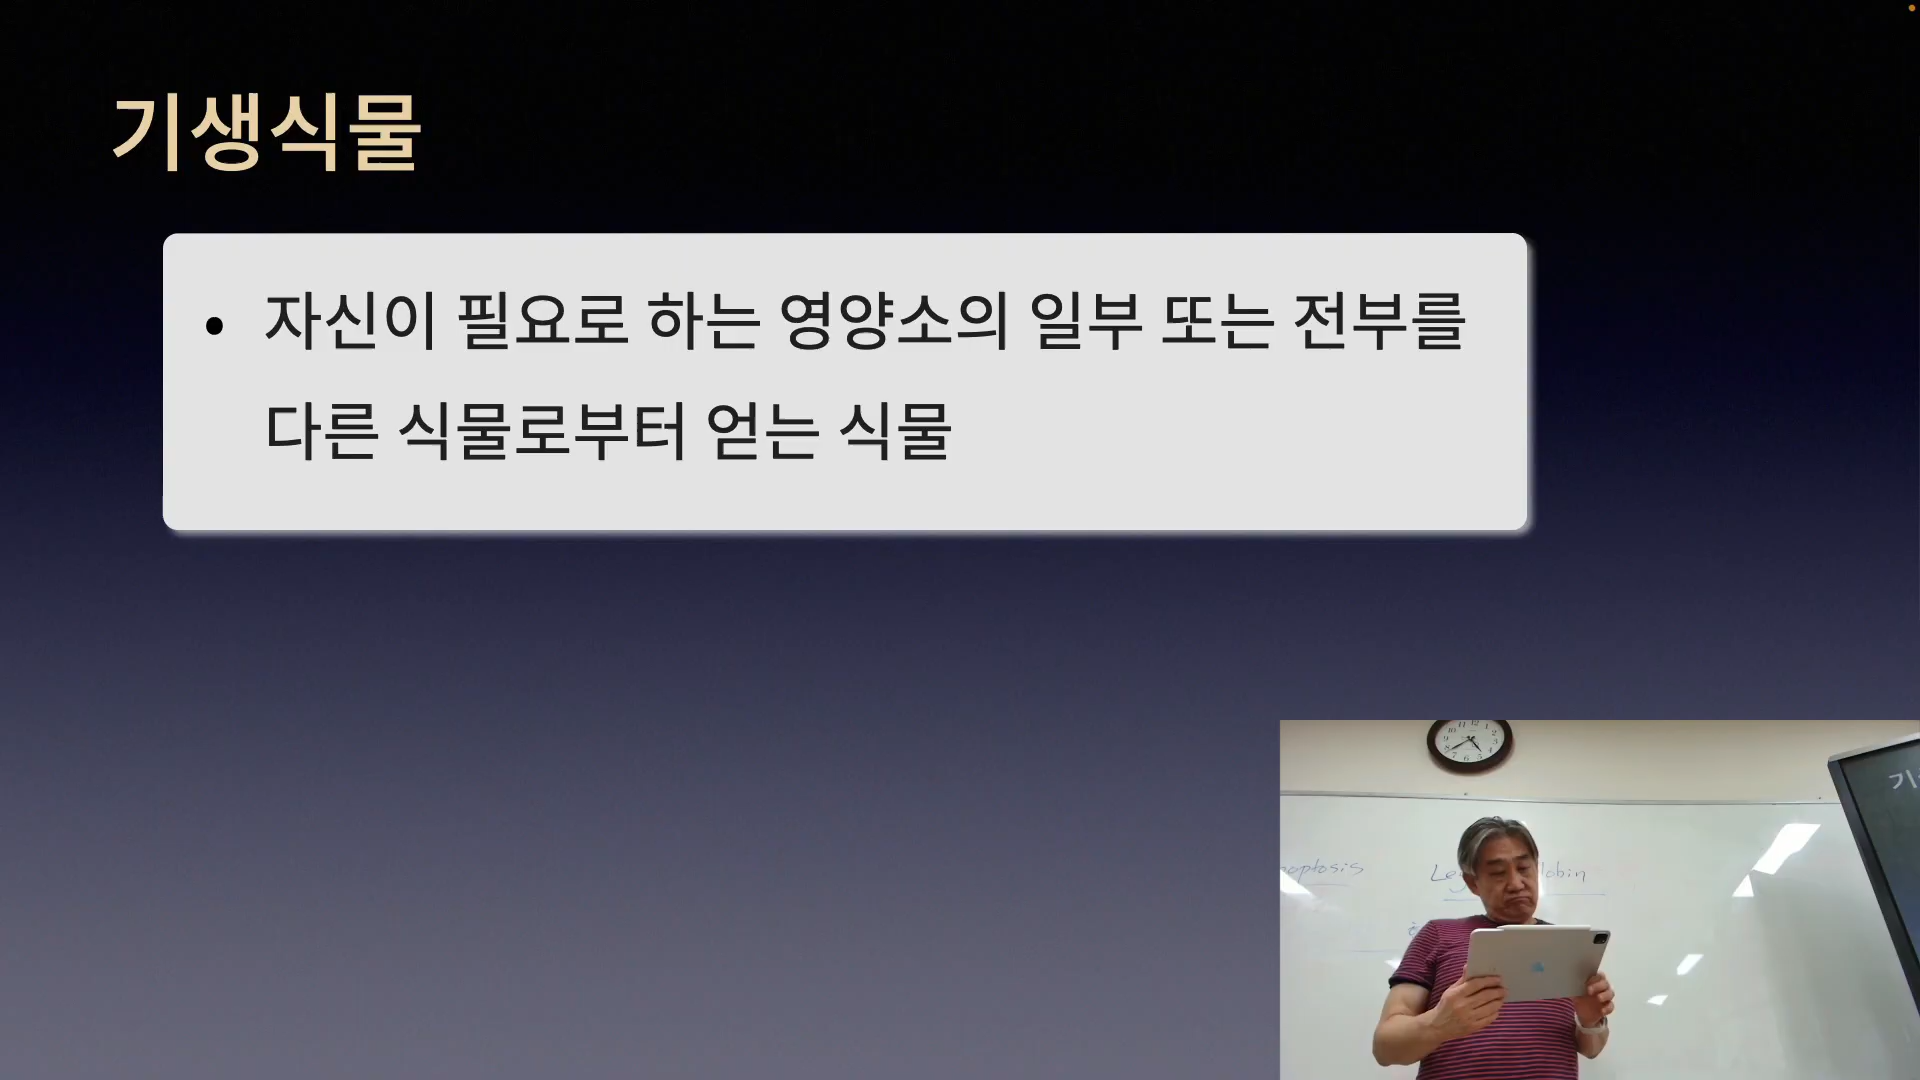 기생식물
• 자신이 필요로 하는 영양소의 일부 또는 전부를
다른 식물로부터 얻는 식물